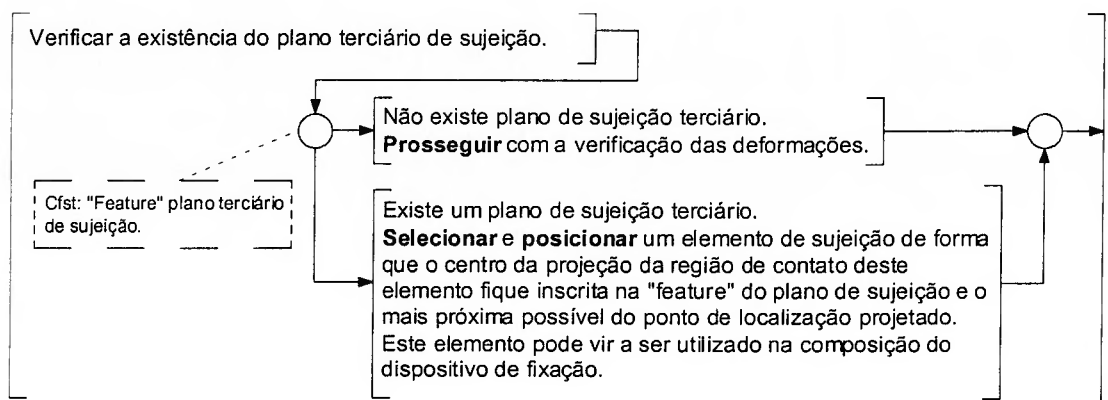 Verificar a existência do plano terciário de sujeição.
Não existe plano de sujeição terciário.
Prosseguir com a verificação das deformações.
Cfst: "Feature" plano terciário
de sujeição.
Existe um plano de sujeição terciário.
Selecionar e posicionar um elemento de sujeição de forma
que o centro da projeção da região de contato deste
elemento fique inscrita na "feature" do plano de sujeição e o
mais próxima possível do ponto de localização projetado.
Este elemento pode vir a ser utilizado na composição do
dispositivo de fixação.